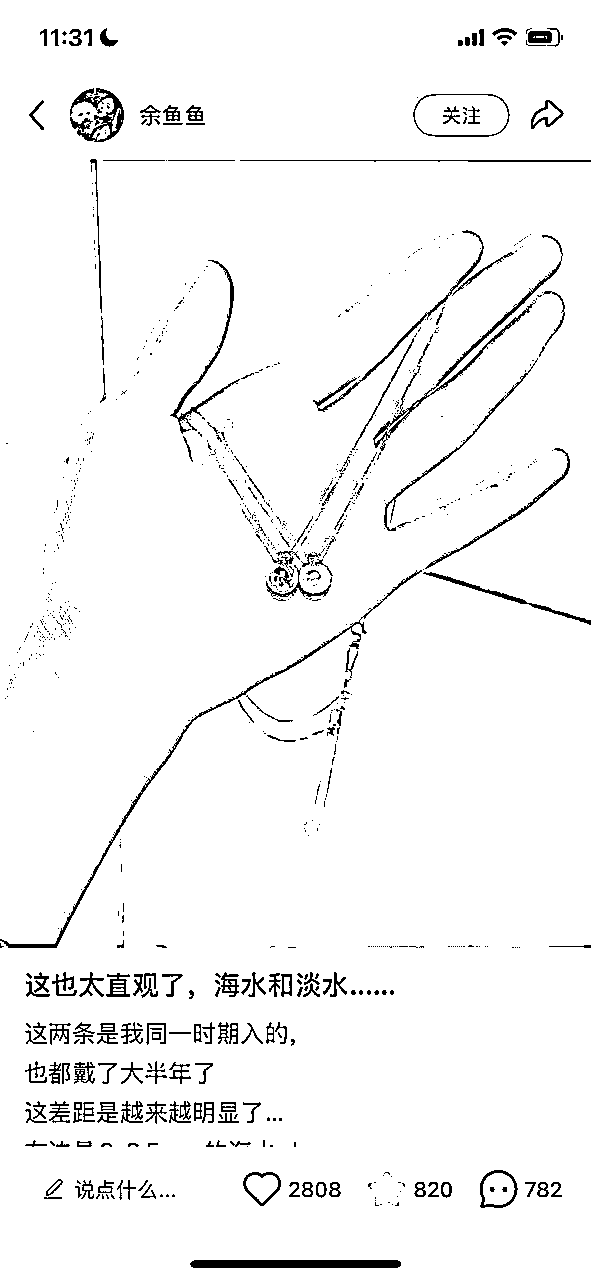 11:31
余鱼鱼
关注
这也太直观了，海水和淡水......
这两条是我同一时期入的，
也都戴了大半年了
这差距是越来越明显了...
说点什么...
2808
820
782